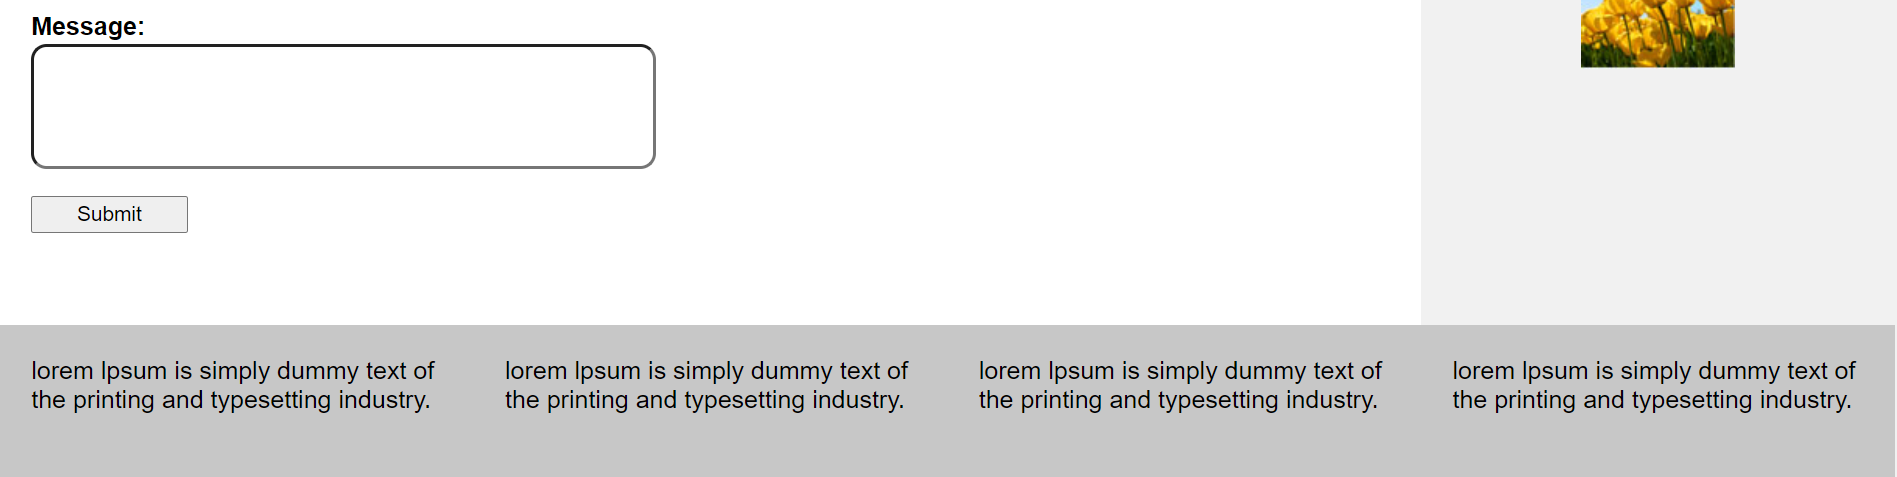 Message:
Submit
lorem Ipsum is simply dummy text of
the printing and typesetting industry.
lorem Ipsum is simply dummy text of
the printing and typesetting industry.
lorem Ipsum is simply dummy text of
the printing and typesetting industry.
lorem Ipsum is simply dummy text of
the printing and typesetting industry.